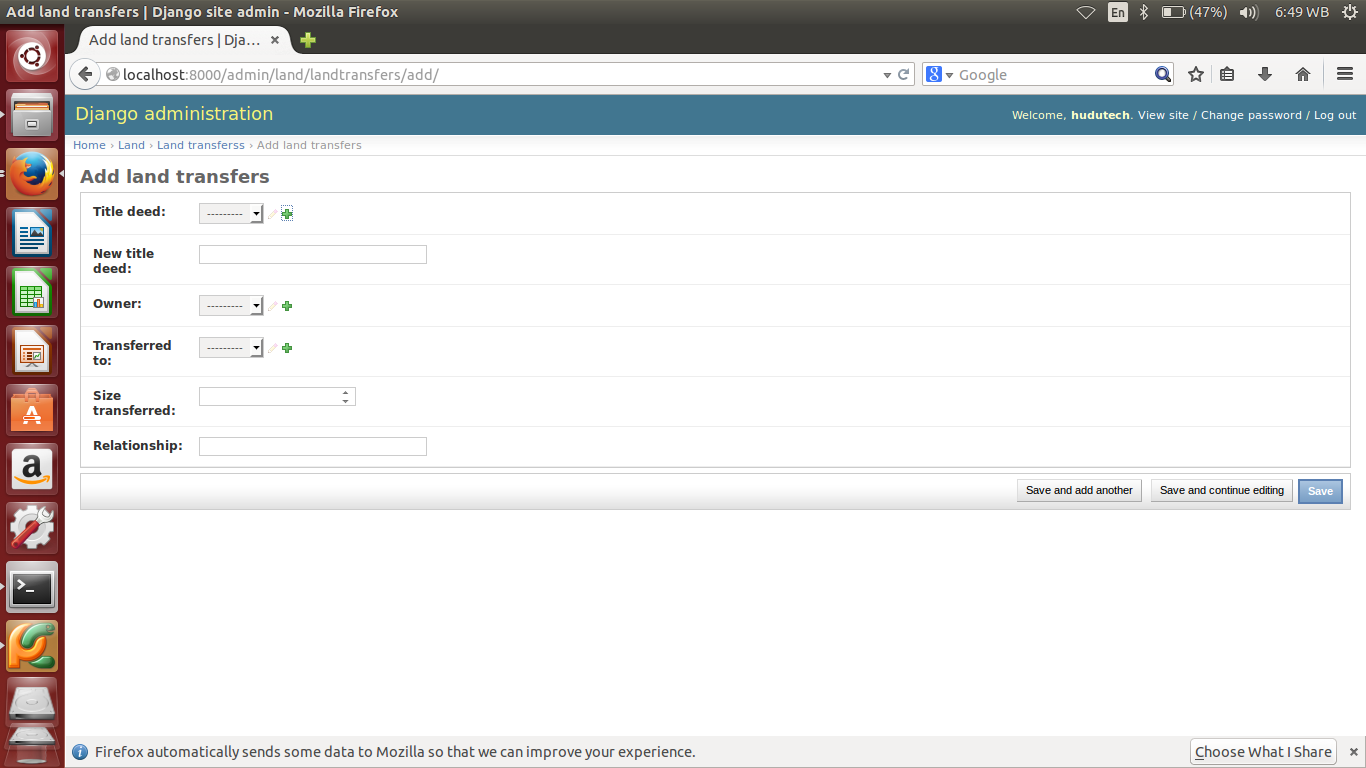 Add land transfers | Django site admin - Mozilla Firefox
En
(47%)
6:49 WB
Add land transfers | Dja...
localhost:8000/admin/land/landtransfers/add/
Google
Django administration
Welcome, hudutech. View site / Change password / Log out
Home › Land › Land transferss › Add land transfers
Add land transfers
Title deed:
---------
New title
deed:
Owner:
---------
Transferred
to:
---------
Size
transferred:
Relationship:
Save and add another
Save and continue editing
Save
Firefox automatically sends some data to Mozilla so that we can improve your experience.
Choose What I Share